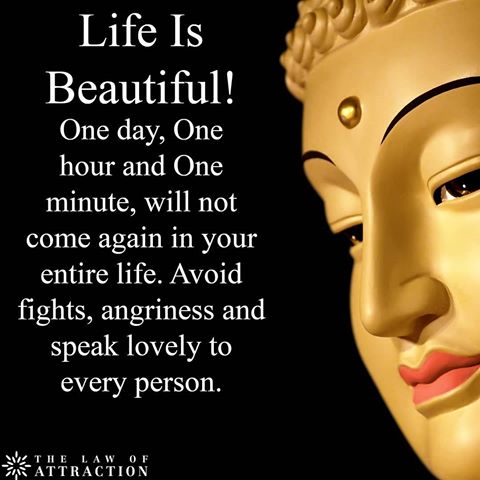 Life Is
Beautiful!
One day, One
hour and One
minute, will not
come again in your
entire life. Avoid
fights, angriness and
speak lovely to
every person.
THE LAW OF
ATTRACTION